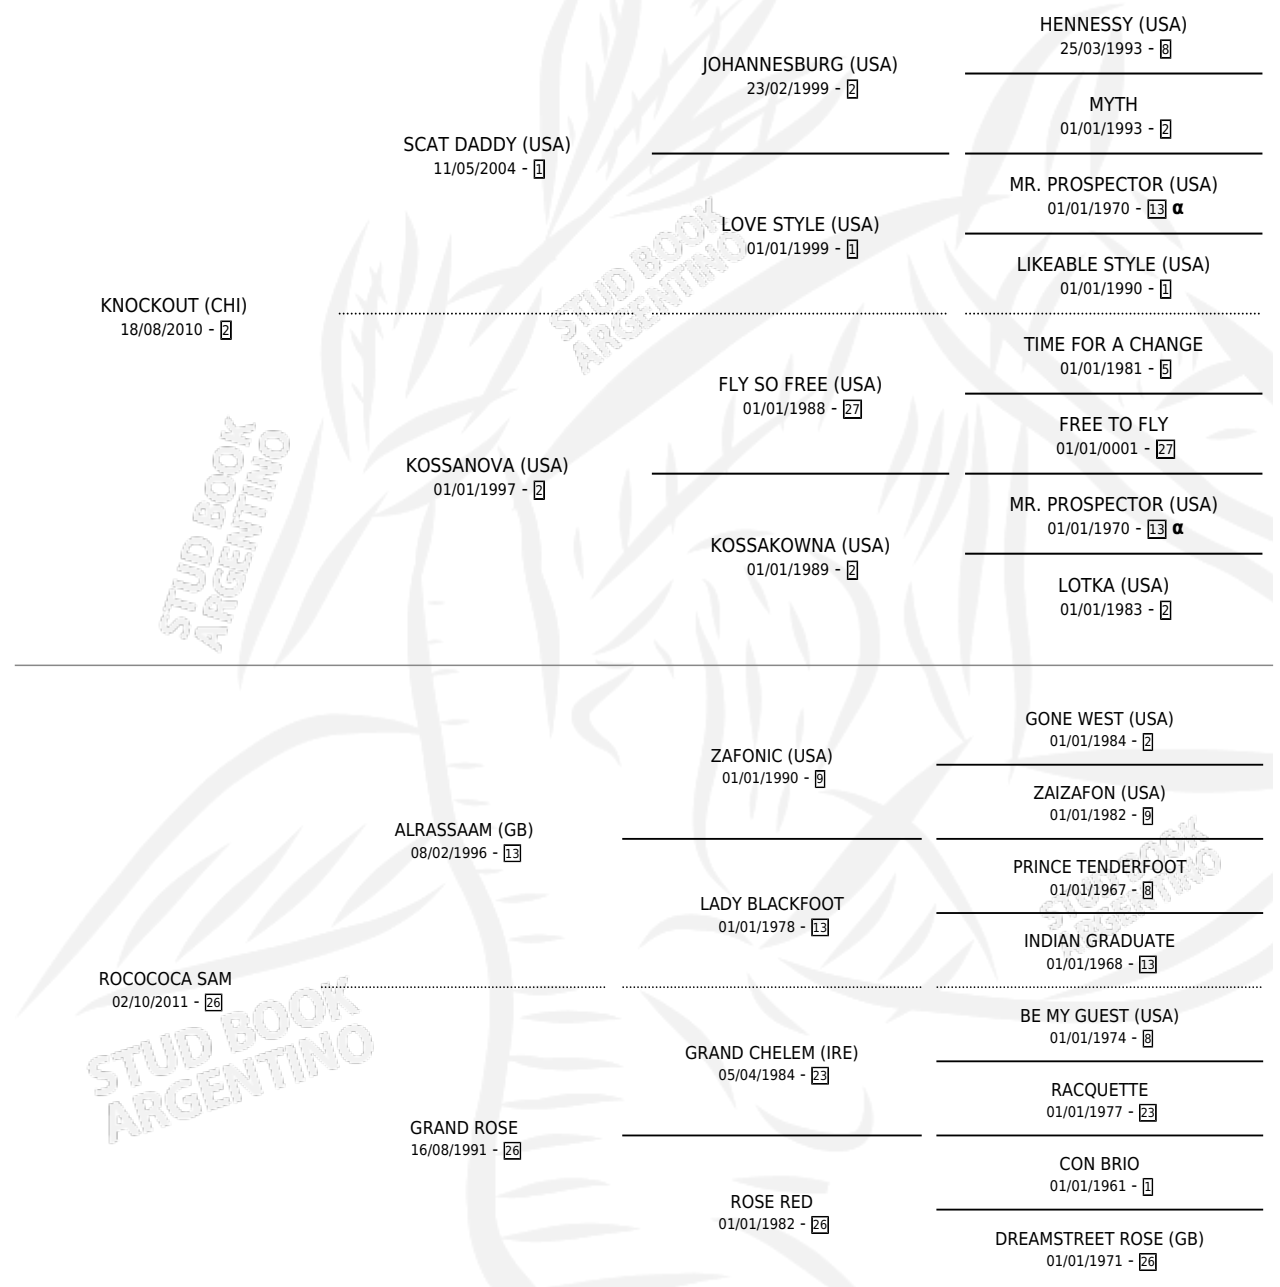 HENNESSY (USA)
25/03/1993 - 8
JOHANNESBURG (USA)
23/02/1999 - 2
MYTH
01/01/1993 - 2
SCAT DADDY (USA)
11/05/2004 - 1
MR. PROSPECTOR (USA)
01/01/1970 - 13 α
LOVE STYLE (USA)
01/01/1999 - 1
LIKEABLE STYLE (USA)
01/01/1990 - 1
KNOCKOUT (CHI)
18/08/2010 - 2
TIME FOR A CHANGE
01/01/1981 - 5
FLY SO FREE (USA)
01/01/1988 - 27
FREE TO FLY
01/01/0001 - 27
KOSSANOVA (USA)
01/01/1997 - 2
MR. PROSPECTOR (USA)
01/01/1970 - 13 α
KOSSAKOWNA (USA)
01/01/1989 - 2
LOTKA (USA)
01/01/1983 - 2
GONE WEST (USA)
01/01/1984 - 2
ZAFONIC (USA)
01/01/1990 - 9
ZAIZAFON (USA)
01/01/1982 - 9
ALRASSAAM (GB)
08/02/1996 - 13
PRINCE TENDERFOOT
01/01/1967 - 8
LADY BLACKFOOT
01/01/1978 - 13
INDIAN GRADUATE
01/01/1968 - 13
ROCOCOCA SAM
02/10/2011 - 26
BE MY GUEST (USA)
01/01/1974 - 8
GRAND CHELEM (IRE)
05/04/1984 - 23
RACQUETTE
01/01/1977 - 23
GRAND ROSE
16/08/1991 - 26
CON BRIO
01/01/1961 - 1
ROSE RED
01/01/1982 - 26
DREAMSTREET ROSE (GB)
01/01/1971 - 26
STUD BOOK
ARGENTINO
STUD BOOK
ARGENTINO
STUD BOOK
ARGENTINO
STUD BOOK
ARGENTINO